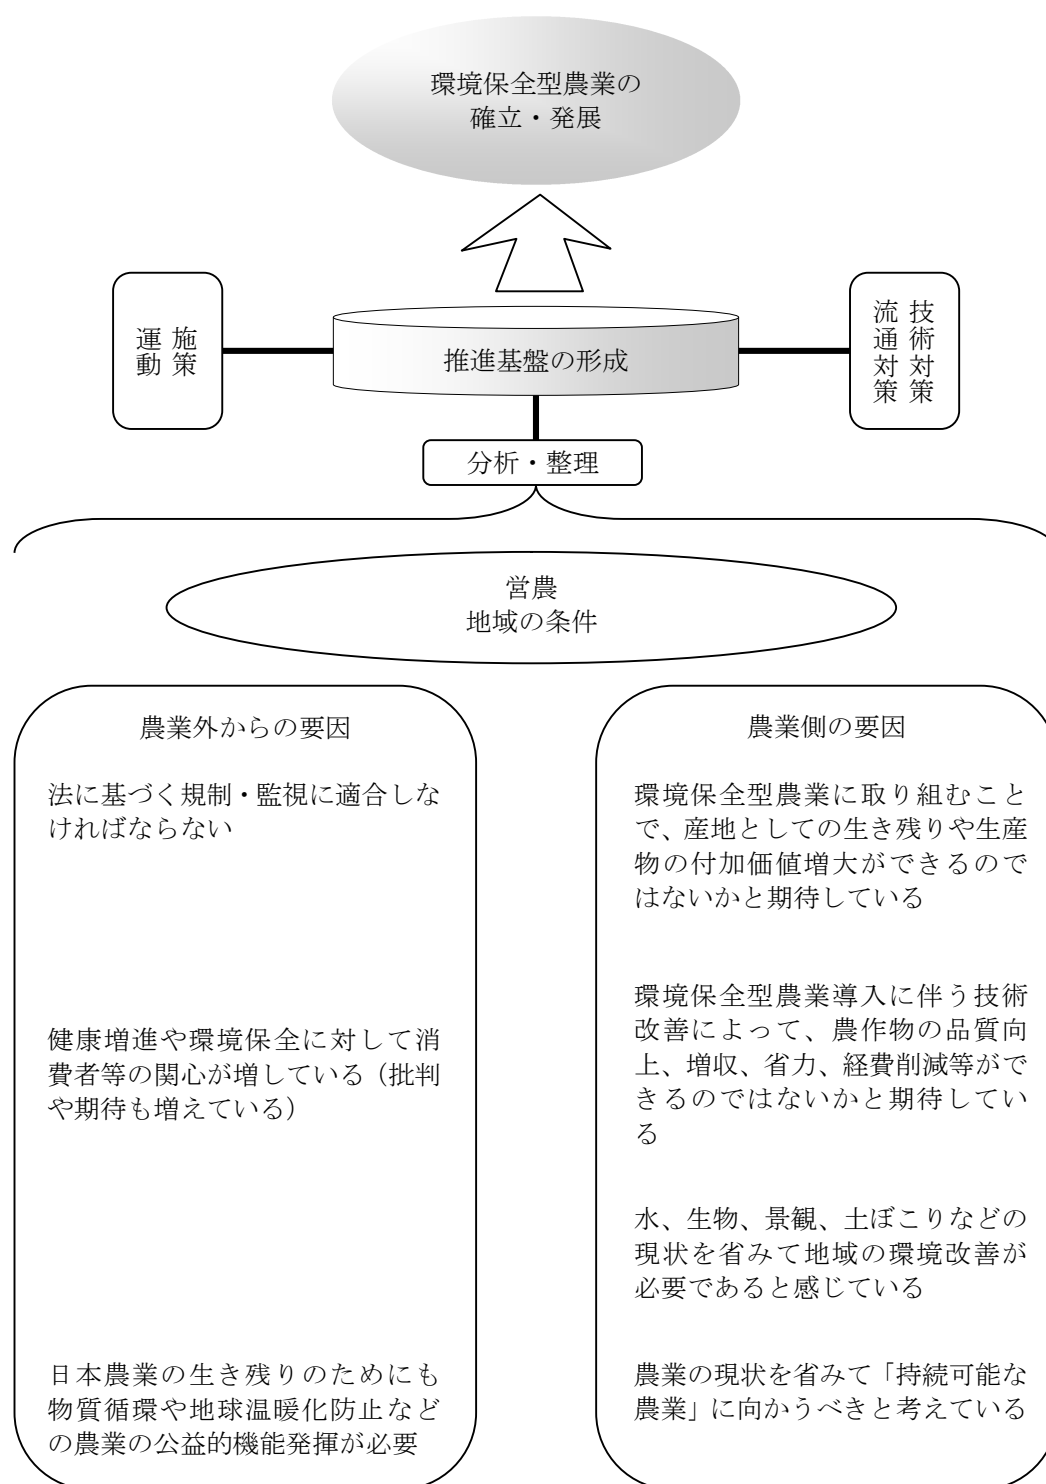 環境保全型農業の
確立・発展
施策
運動
推進基盤の形成
技術対策
流通対策
分析・整理
営農
地域の条件
農業外からの要因
法に基づく規制・監視に適合しな
ければならない
健康増進や環境保全に対して消
費者等の関心が増している（批判
や期待も増えている）
日本農業の生き残りのためにも
物質循環や地球温暖化防止など
の農業の公益的機能発揮が必要
農業側の要因
環境保全型農業に取り組むこと
で、産地としての生き残りや生産
物の付加価値増大ができるので
はないかと期待している
環境保全型農業導入に伴う技術
改善によって、農作物の品質向
上、増収、省力、経費削減等がで
きるのではないかと期待してい
る
水、生物、景観、土ぼこりなどの
現状を省みて地域の環境改善が
必要であると感じている
農業の現状を省みて「持続可能な
農業」に向かうべきと考えている